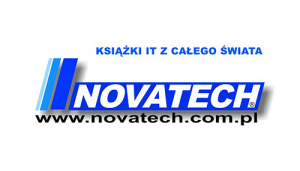 KSIĄŻKI IT Z CAŁEGO ŚWIATA
NOVATECH®
www.novatech.com.pl